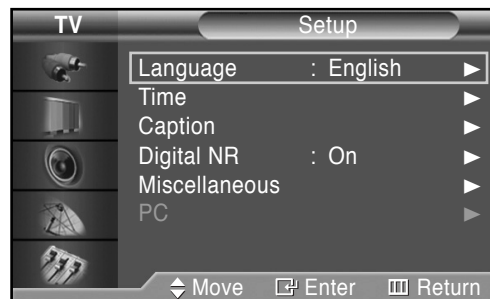 TV Setup
Language : English
Time
Caption
Digital NR : On
Miscellaneous
PC
Move Enter Return